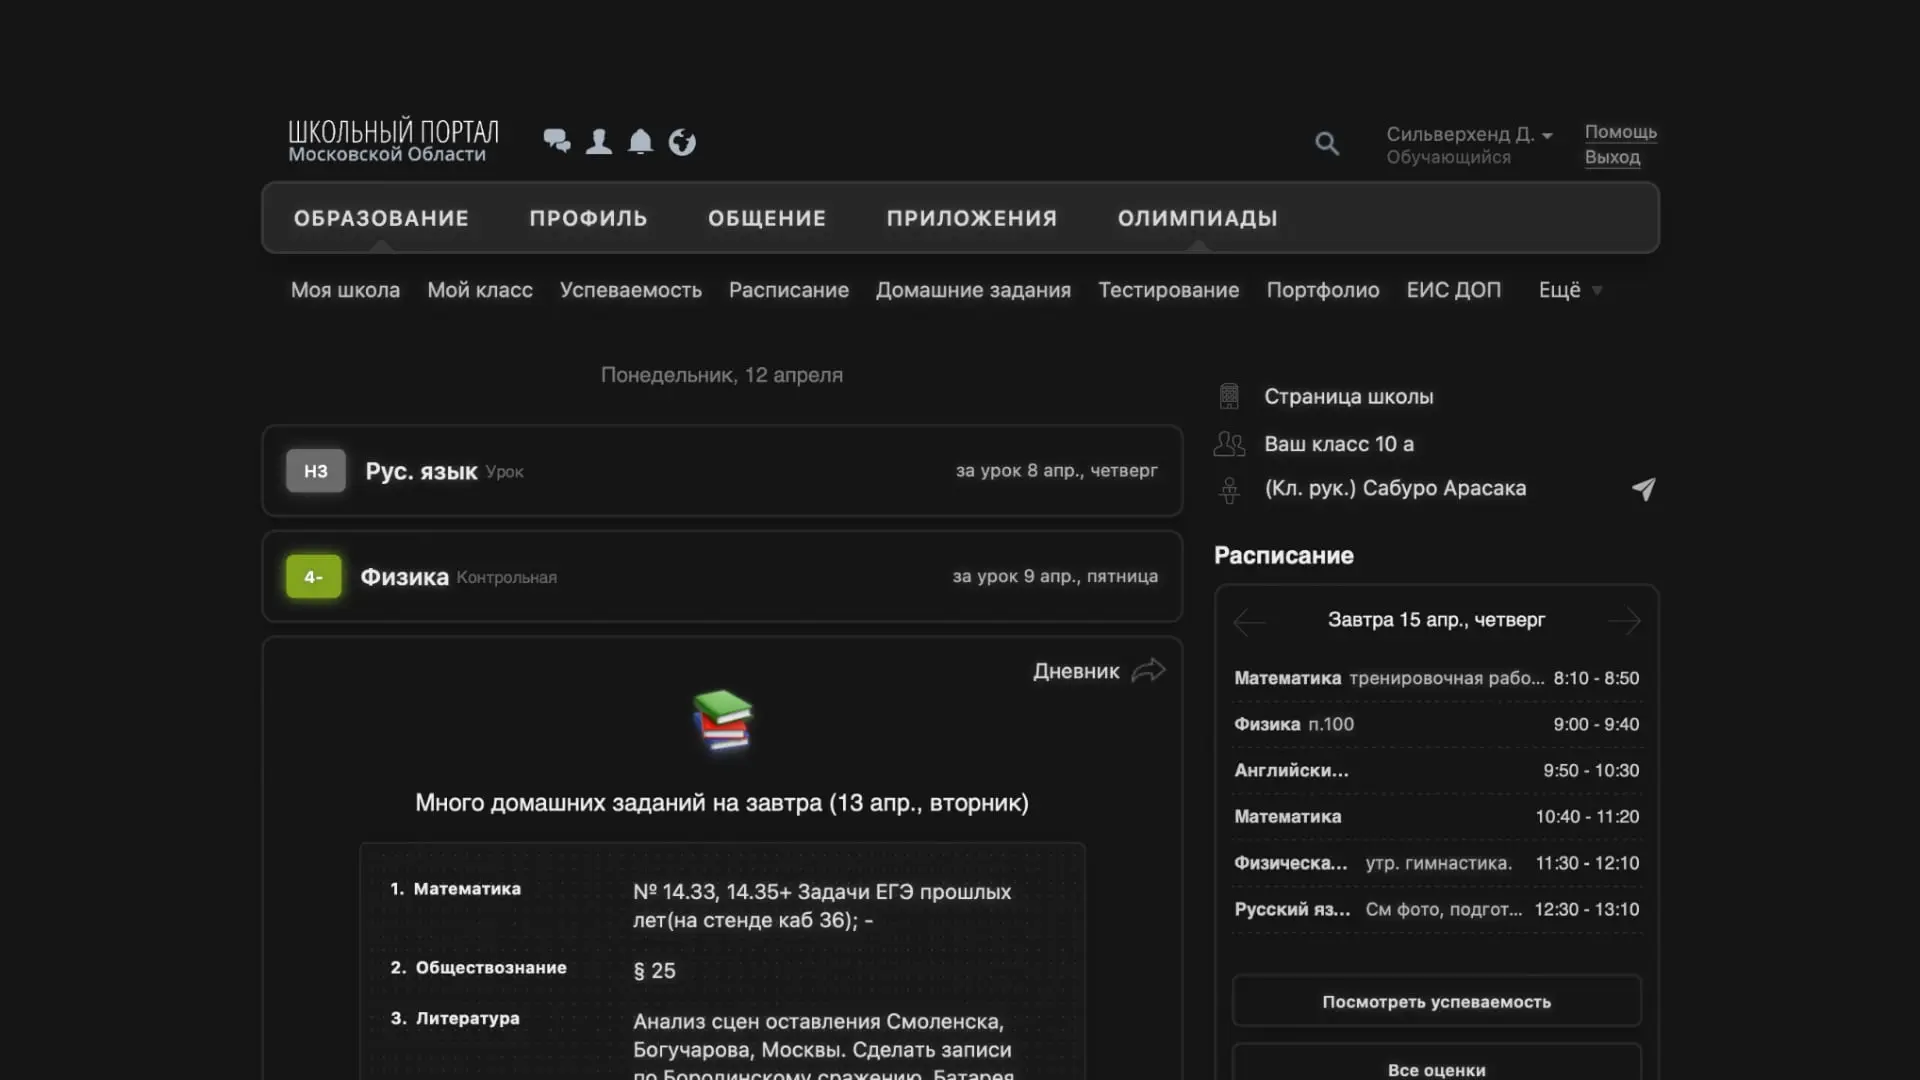 ШКОЛЬНЫЙ ПОРТАЛ
Московской Области
Сильверхенд Д.
Обучающийся
Помощь
Выход
ОБРАЗОВАНИЕ ПРОФИЛЬ ОБЩЕНИЕ ПРИЛОЖЕНИЯ ОЛИМПИАДЫ
Моя школа Мой класс Успеваемость Расписание Домашние задания Тестирование Портфолио ЕИС ДОП Ещё
Понедельник, 12 апреля
НЗ Рус. язык Урок за урок 8 апр., четверг
4- Физика Контрольная за урок 9 апр., пятница
Дневник
Много домашних заданий на завтра (13 апр., вторник)
1. Математика № 14.33, 14.35+ Задачи ЕГЭ прошлых
лет(на стенде каб 36); -
2. Обществознание § 25
3. Литература Анализ сцен оставления Смоленска,
Богучарова, Москвы. Сделать записи
по Бородинскому сражению. Батарея
Страница школы
Ваш класс 10 а
(Кл. рук.) Сабуро Арасака
Расписание
Завтра 15 апр., четверг
Математика тренировочная рабо... 8:10 - 8:50
Физика п.100 9:00 - 9:40
Английски... 9:50 - 10:30
Математика 10:40 - 11:20
Физическа... утр. гимнастика. 11:30 - 12:10
Русский яз... См фото, подгот... 12:30 - 13:10
Посмотреть успеваемость
Все оценки